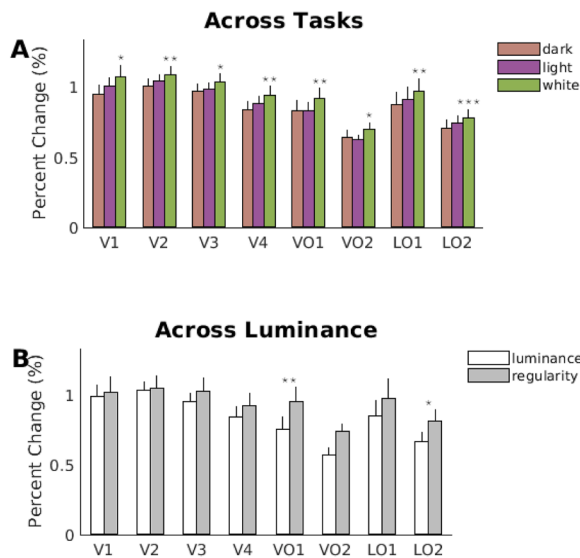 Across Tasks
A
Percent Change (%)
1
0.5
0
* ** * ** ** * ** ***
V1 V2 V3 V4 VO1 VO2 LO1 LO2
dark
light
white
Across Luminance
B
Percent Change (%)
1
0.5
0
** *
V1 V2 V3 V4 VO1 VO2 LO1 LO2
luminance
regularity